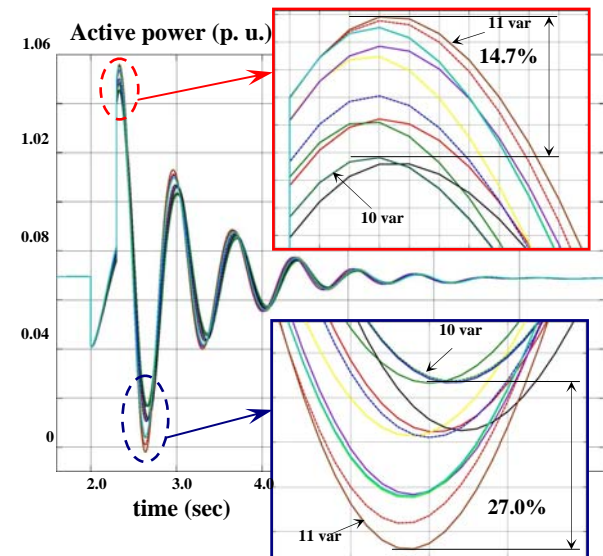 Active power (p. u.)
1.06
1.02
0.08
0.04
0
2.0
3.0
4.0
time (sec)
11 var
14.7%
10 var
10 var
27.0%
11 var